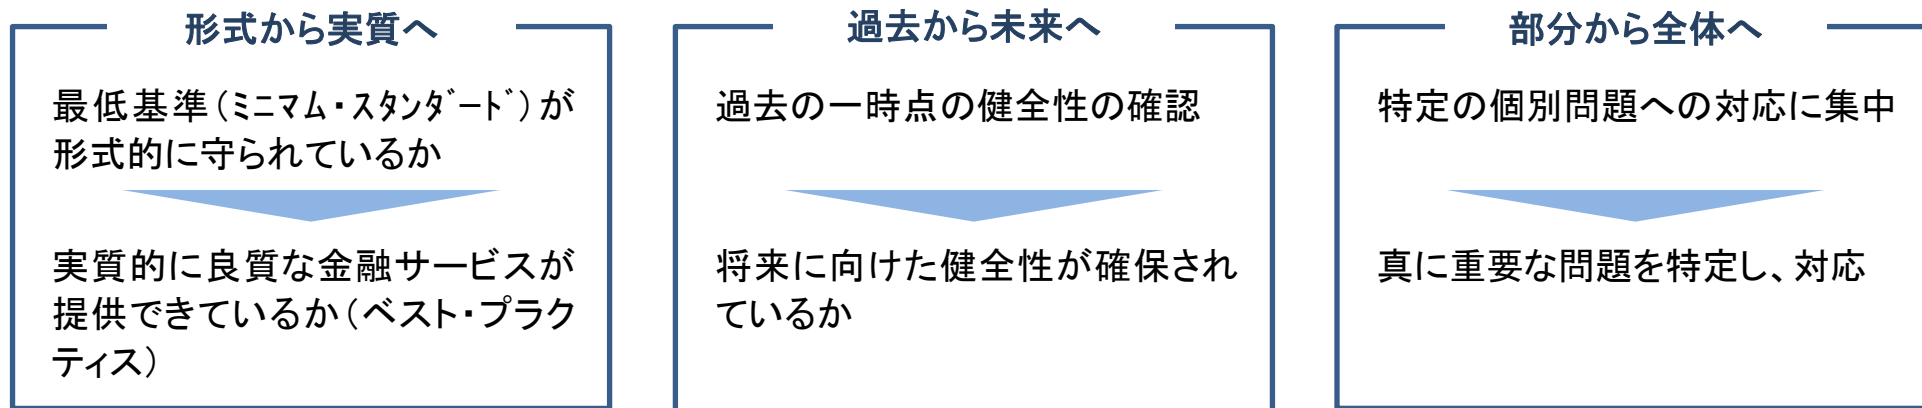 形式から実質へ
最低基準（ﾐﾆﾏﾑ・ｽﾀﾝﾀﾞｰﾄﾞ）が
形式的に守られているか
実質的に良質な金融サービスが
提供できているか（ベスト・プラク
ティス）
過去から未来へ
過去の一時点の健全性の確認
将来に向けた健全性が確保され
ているか
部分から全体へ
特定の個別問題への対応に集中
真に重要な問題を特定し、対応